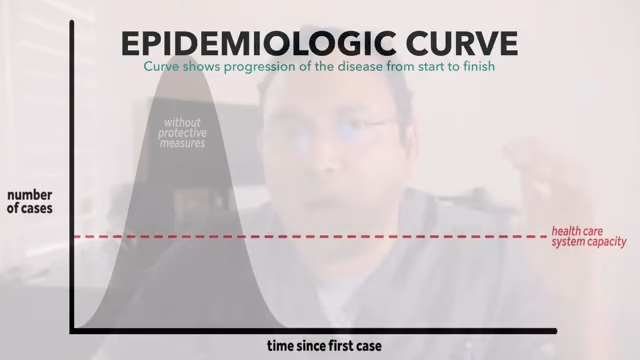 EPIDEMIOLOGIC CURVE
Curve shows progression of the disease from start to finish
without
protective
measures
number
of cases
health care
system capacity
time since first case